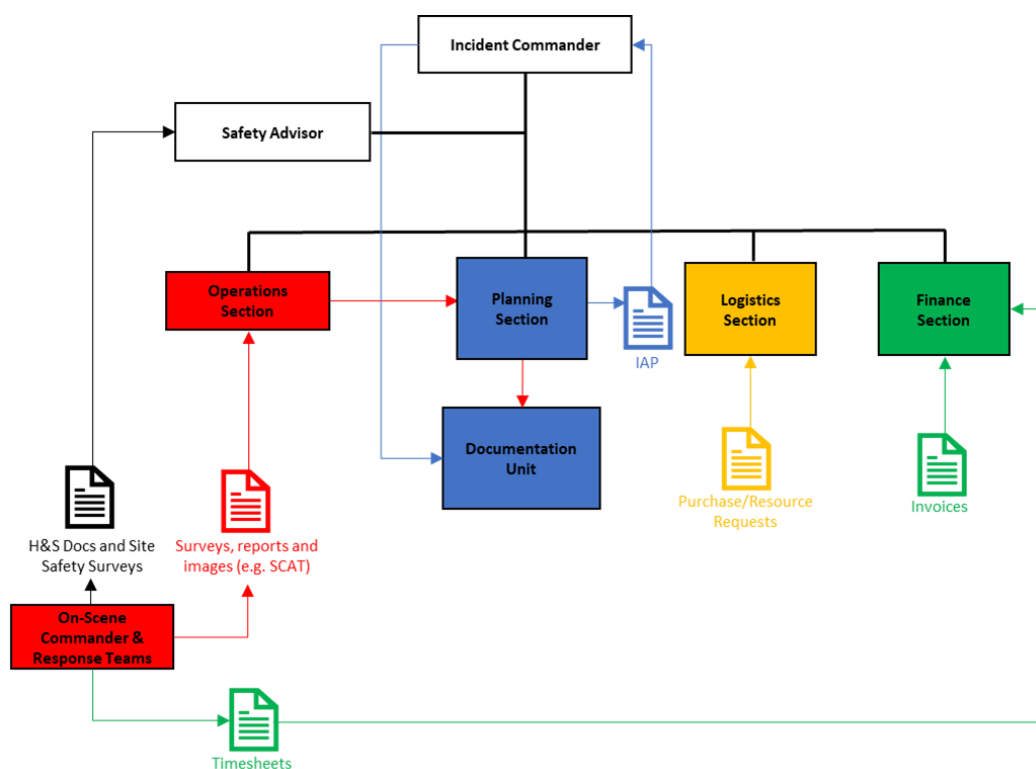 Incident Commander
Safety Advisor
Operations
Section
Planning
Section
Logistics
Section
Finance
Section
IAP
Documentation
Unit
Purchase/Resource
Requests
Invoices
H&S Docs and Site
Safety Surveys
Surveys, reports and
images (e.g. SCAT)
On-Scene
Commander &
Response Teams
Timesheets